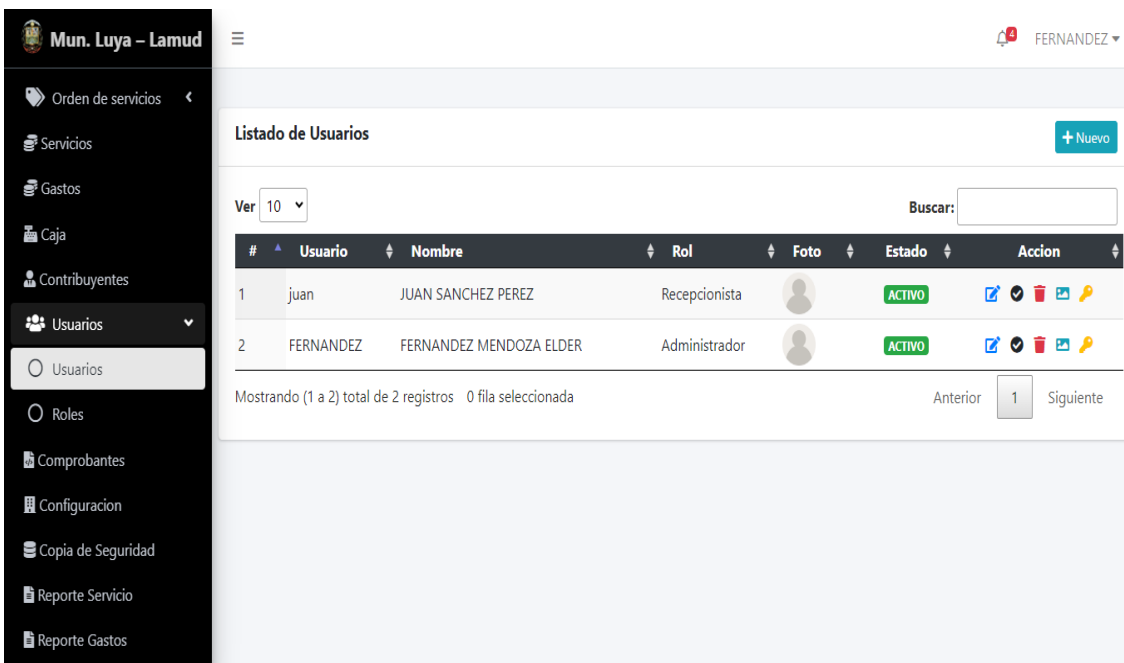 Mun. Luya – Lamud
4
FERNANDEZ
Orden de servicios
Servicios
Gastos
Caja
Contribuyentes
Usuarios
Usuarios
Roles
Comprobantes
Configuracion
Copia de Seguridad
Reporte Servicio
Reporte Gastos
Listado de Usuarios
+ Nuevo
Ver 10
Buscar:
# Usuario Nombre Rol Foto Estado Accion
1 juan JUAN SANCHEZ PEREZ Recepcionista ACTIVO
2 FERNANDEZ FERNANDEZ MENDOZA ELDER Administrador ACTIVO
Mostrando (1 a 2) total de 2 registros 0 fila seleccionada
Anterior 1 Siguiente